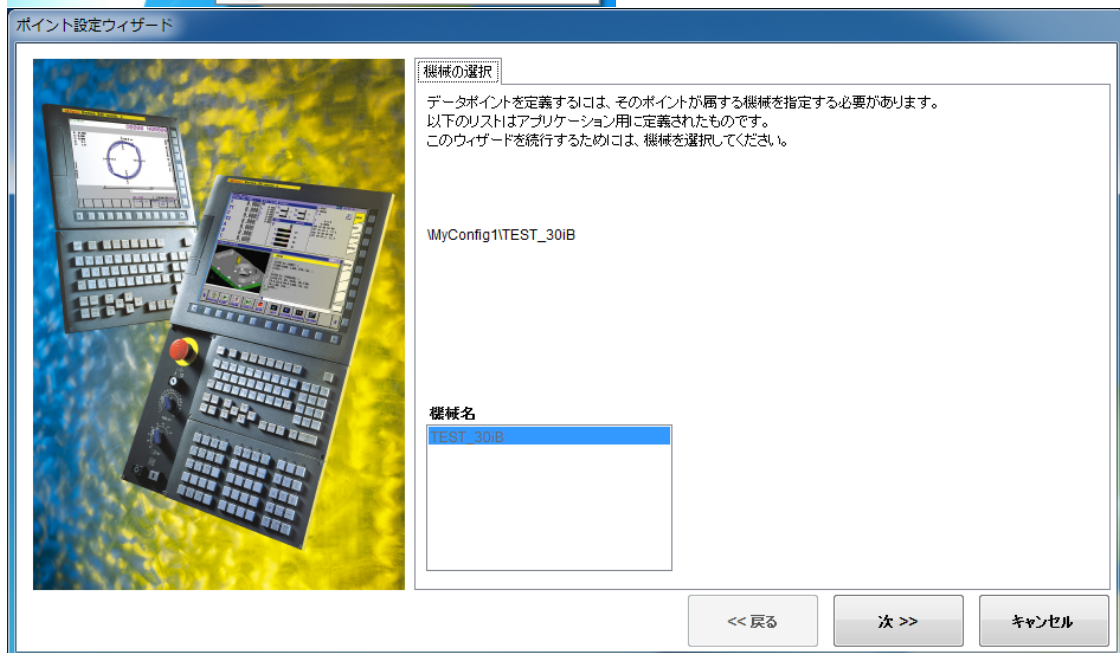 ポイント設定ウィザード
機械の選択
データポイントを定義するには、そのポイントが属する機械を指定する必要があります。
以下のリストはアプリケーション用に定義されたものです。
このウィザードを続行するためには、機械を選択してください。
\MyConfig1\TEST_30iB
機械名
TEST_30iB
<< 戻る
次 >>
キャンセル